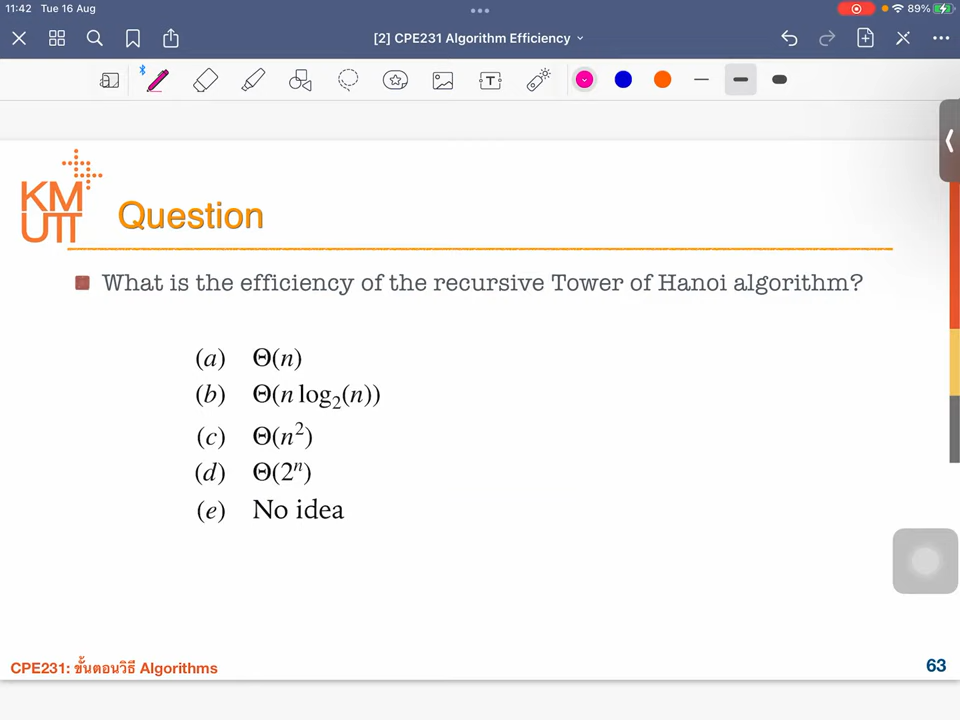 11:42 Tue 16 Aug 89%
[2] CPE231 Algorithm Efficiency
T
KM
UTT
Question
What is the efficiency of the recursive Tower of Hanoi algorithm?
(a) Θ(n)
(b) Θ(n log₂(n))
(c) Θ(n²)
(d) Θ(2ⁿ)
(e) No idea
CPE231: ขั้นตอนวิธี Algorithms 63